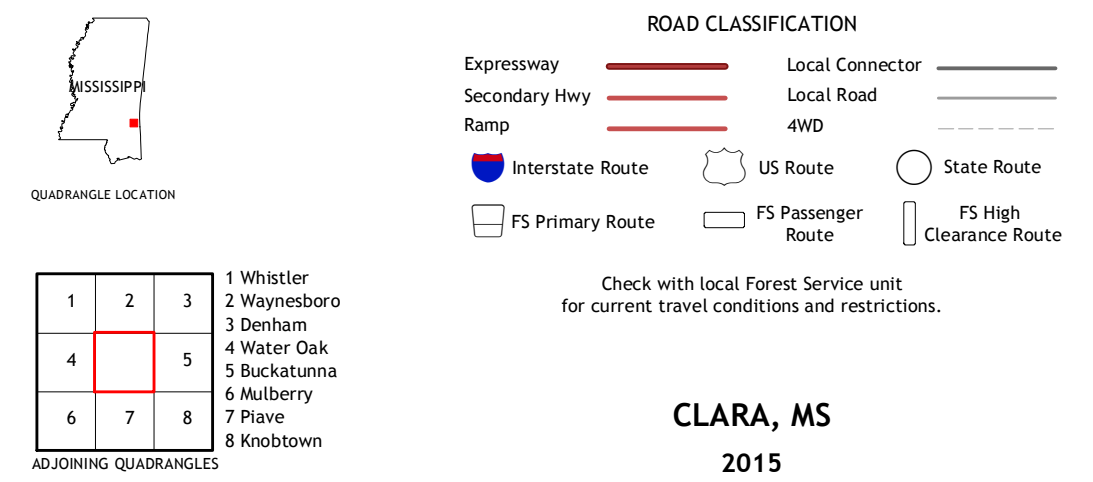 MISSISSIPPI
QUADRANGLE LOCATION
ROAD CLASSIFICATION
Expressway
Secondary Hwy
Ramp
Local Connector
Local Road
4WD
Interstate Route
US Route
State Route
FS Primary Route
FS Passenger
Route
FS High
Clearance Route
Check with local Forest Service unit
for current travel conditions and restrictions.
1 2 3
4 5
6 7 8
1 Whistler
2 Waynesboro
3 Denham
4 Water Oak
5 Buckatunna
6 Mulberry
7 Piave
8 Knobtown
ADJOINING QUADRANGLES
CLARA, MS
2015